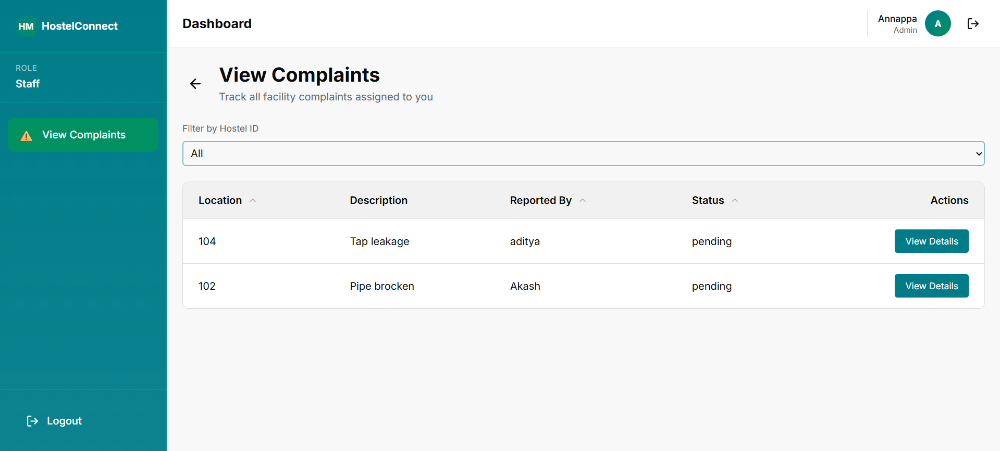 HM HostelConnect
ROLE
Staff
View Complaints
Logout
Dashboard
Annappa
Admin
A
View Complaints
Track all facility complaints assigned to you
Filter by Hostel ID
All
Location Description Reported By Status Actions
104 Tap leakage aditya pending View Details
102 Pipe brocken Akash pending View Details